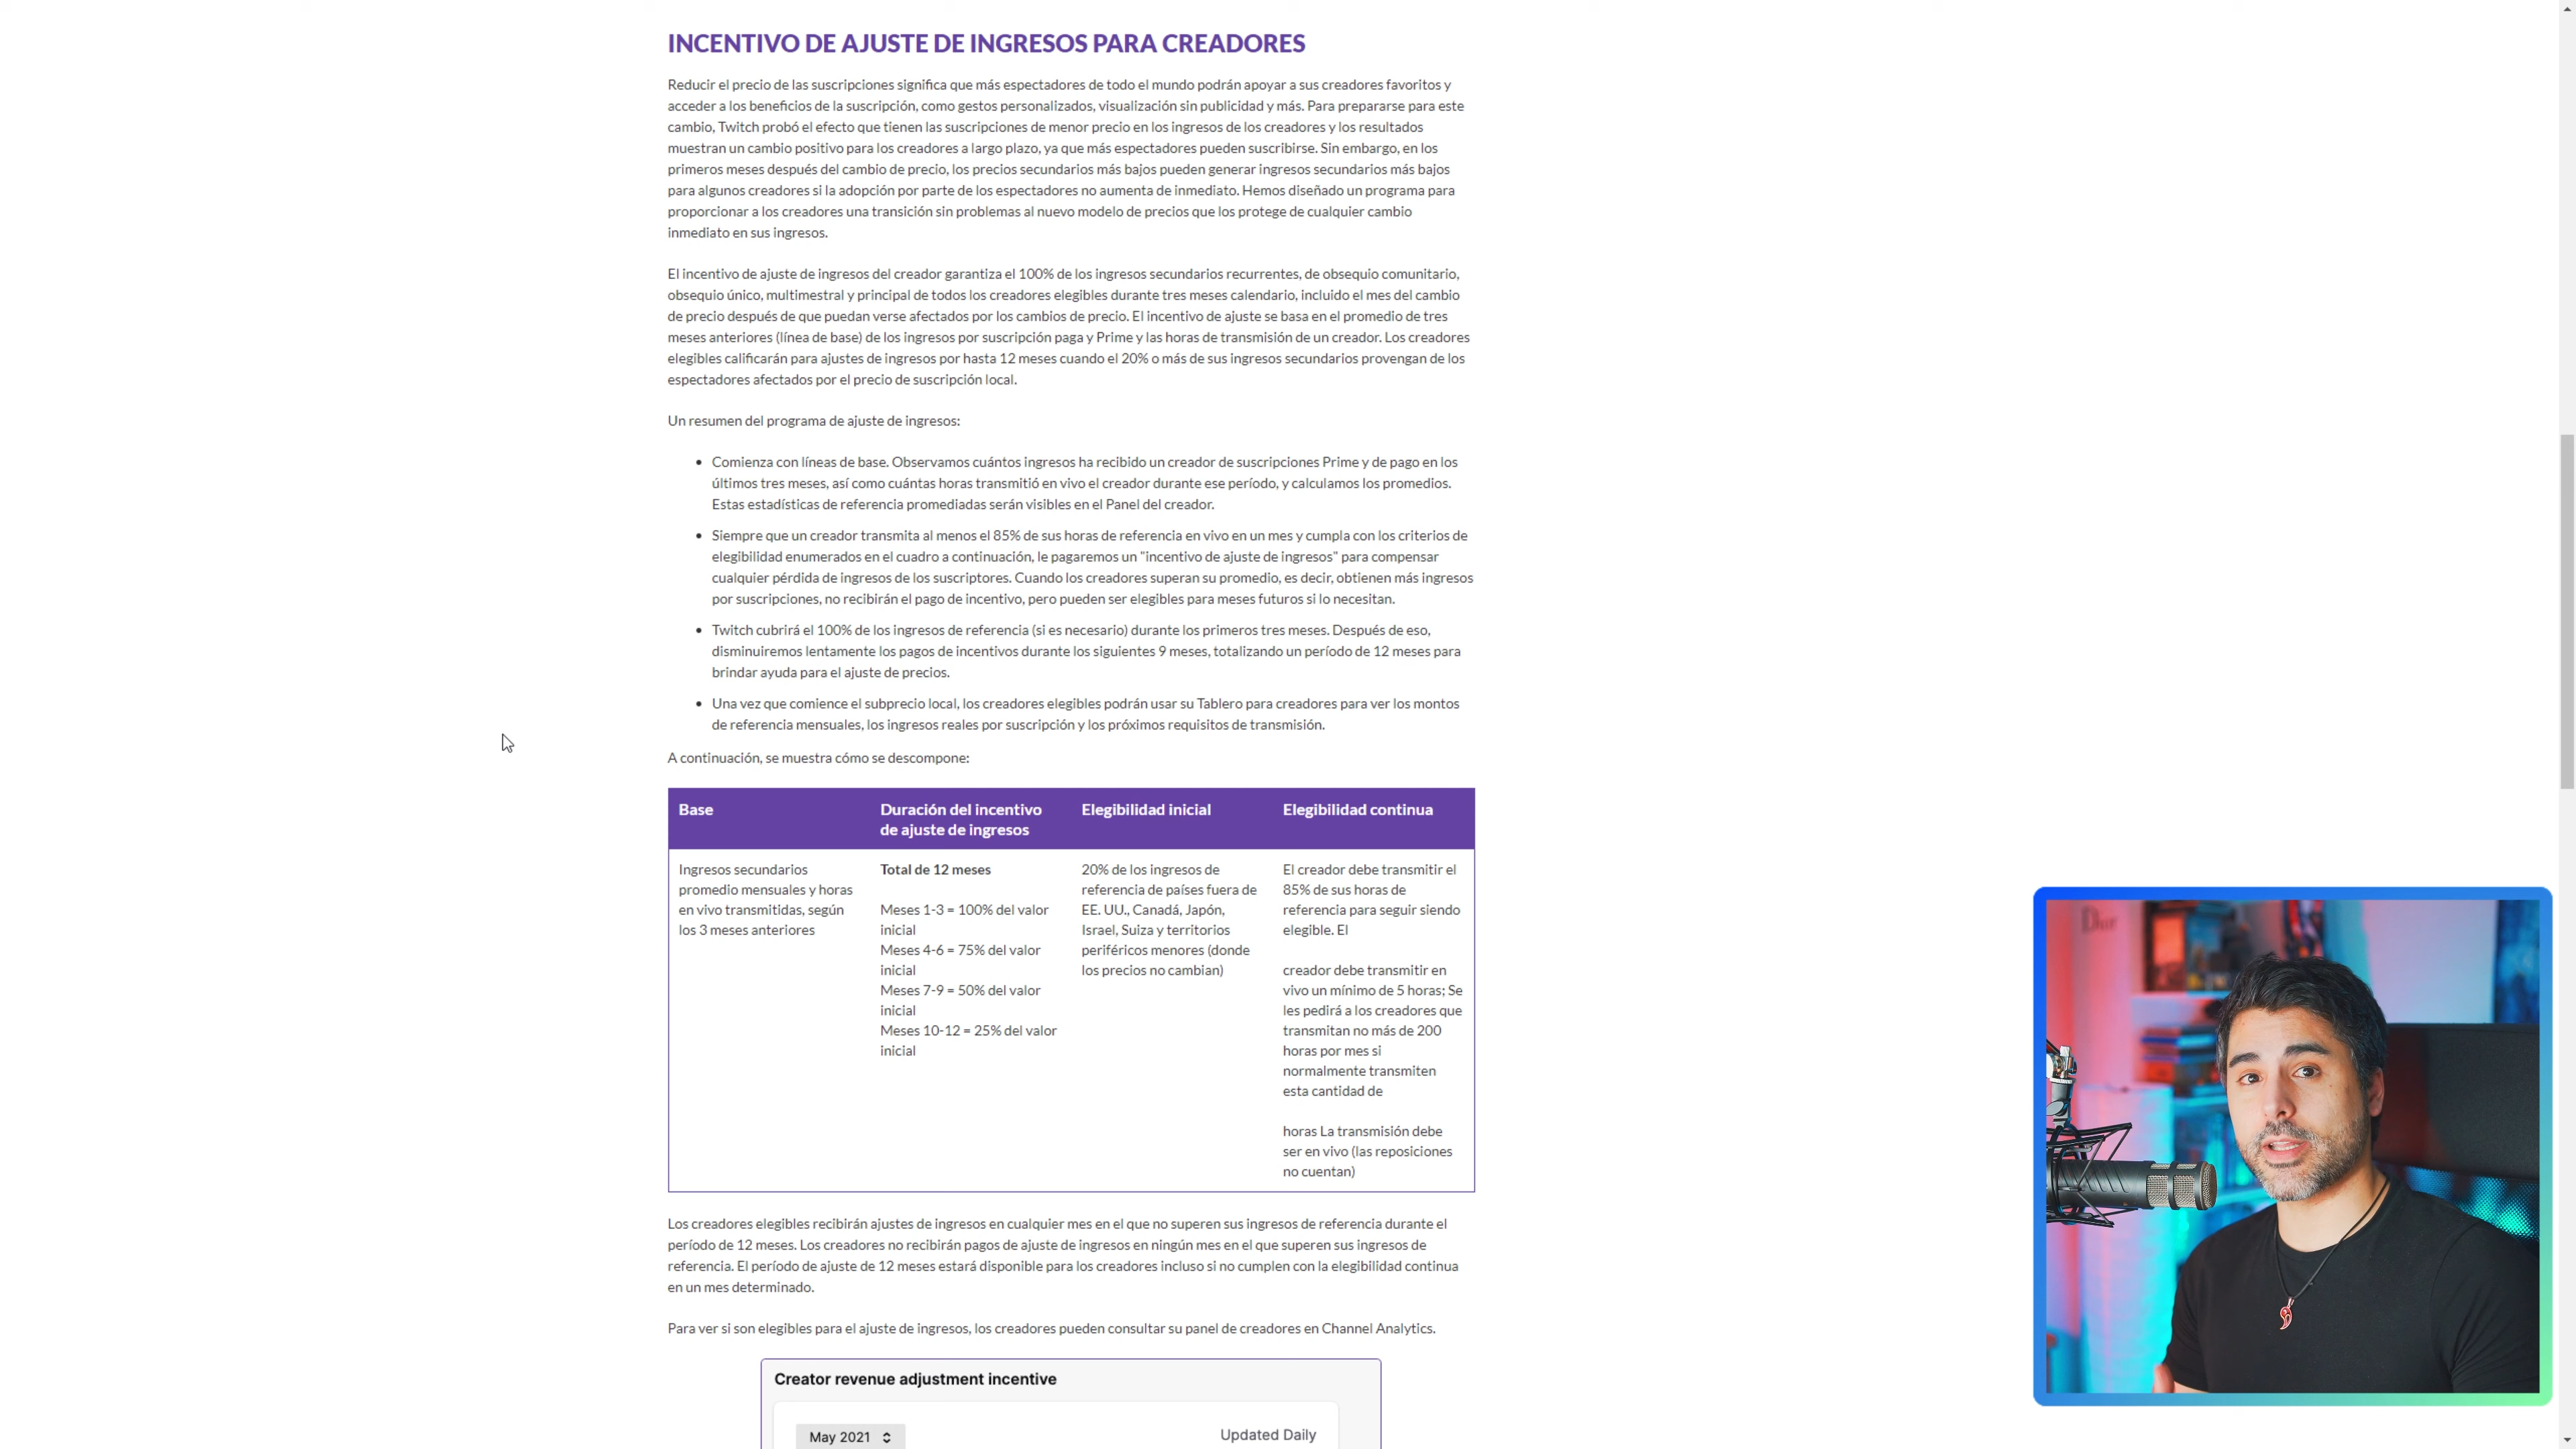 INCENTIVO DE AJUSTE DE INGRESOS PARA CREADORES
Reducir el precio de las suscripciones significa que más espectadores de todo el mundo podrán apoyar a sus creadores favoritos y
acceder a los beneficios de la suscripción, como gestos personalizados, visualización sin publicidad y más. Para prepararse para este
cambio, Twitch probó el efecto que tienen las suscripciones de menor precio en los ingresos de los creadores y los resultados
muestran un cambio positivo para los creadores a largo plazo, ya que más espectadores pueden suscribirse. Sin embargo, en los
primeros meses después del cambio de precio, los precios secundarios más bajos pueden generar ingresos secundarios más bajos
para algunos creadores si la adopción por parte de los espectadores no aumenta de inmediato. Hemos diseñado un programa para
proporcionar a los creadores una transición sin problemas al nuevo modelo de precios que los protege de cualquier cambio
inmediato en sus ingresos.
El incentivo de ajuste de ingresos del creador garantiza el 100% de los ingresos secundarios recurrentes, de obsequio comunitario,
obsequio único, multimestral y principal de todos los creadores elegibles durante tres meses calendario, incluido el mes del cambio
de precio después de que puedan verse afectados por los cambios de precio. El incentivo de ajuste se basa en el promedio de tres
meses anteriores (línea de base) de los ingresos por suscripción paga y Prime y las horas de transmisión de un creador. Los creadores
elegibles calificarán para ajustes de ingresos por hasta 12 meses cuando el 20% o más de sus ingresos secundarios provengan de los
espectadores afectados por el precio de suscripción local.
Un resumen del programa de ajuste de ingresos:
• Comienza con líneas de base. Observamos cuántos ingresos ha recibido un creador de suscripciones Prime y de pago en los
últimos tres meses, así como cuántas horas transmitió en vivo el creador durante ese período, y calculamos los promedios.
Estas estadísticas de referencia promediadas serán visibles en el Panel del creador.
• Siempre que un creador transmita al menos el 85% de sus horas de referencia en vivo en un mes y cumpla con los criterios de
elegibilidad enumerados en el cuadro a continuación, le pagaremos un "incentivo de ajuste de ingresos" para compensar
cualquier pérdida de ingresos de los suscriptores. Cuando los creadores superan su promedio, es decir, obtienen más ingresos
por suscripciones, no recibirán el pago de incentivo, pero pueden ser elegibles para meses futuros si lo necesitan.
• Twitch cubrirá el 100% de los ingresos de referencia (si es necesario) durante los primeros tres meses. Después de eso,
disminuiremos lentamente los pagos de incentivos durante los siguientes 9 meses, totalizando un período de 12 meses para
brindar ayuda para el ajuste de precios.
• Una vez que comience el subprecio local, los creadores elegibles podrán usar su Tablero para creadores para ver los montos
de referencia mensuales, los ingresos reales por suscripción y los próximos requisitos de transmisión.
A continuación, se muestra cómo se descompone:
Base
Duración del incentivo
de ajuste de ingresos
Elegibilidad inicial
Elegibilidad continua
Ingresos secundarios
promedio mensuales y horas
en vivo transmitidas, según
los 3 meses anteriores
Total de 12 meses
Meses 1-3 = 100% del valor
inicial
Meses 4-6 = 75% del valor
inicial
Meses 7-9 = 50% del valor
inicial
Meses 10-12 = 25% del valor
inicial
20% de los ingresos de
referencia de países fuera de
EE. UU., Canadá, Japón,
Israel, Suiza y territorios
periféricos menores (donde
los precios no cambian)
El creador debe transmitir el
85% de sus horas de
referencia para seguir siendo
elegible. El
creador debe transmitir en
vivo un mínimo de 5 horas; Se
les pedirá a los creadores que
transmitan no más de 200
horas por mes si
normalmente transmiten
esta cantidad de
horas La transmisión debe
ser en vivo (las reposiciones
no cuentan)
Los creadores elegibles recibirán ajustes de ingresos en cualquier mes en el que no superen sus ingresos de referencia durante el
período de 12 meses. Los creadores no recibirán pagos de ajuste de ingresos en ningún mes en el que superen sus ingresos de
referencia. El período de ajuste de 12 meses estará disponible para los creadores incluso si no cumplen con la elegibilidad continua
en un mes determinado.
Para ver si son elegibles para el ajuste de ingresos, los creadores pueden consultar su panel de creadores en Channel Analytics.
Creator revenue adjustment incentive
May 2021
Updated Daily
Dior